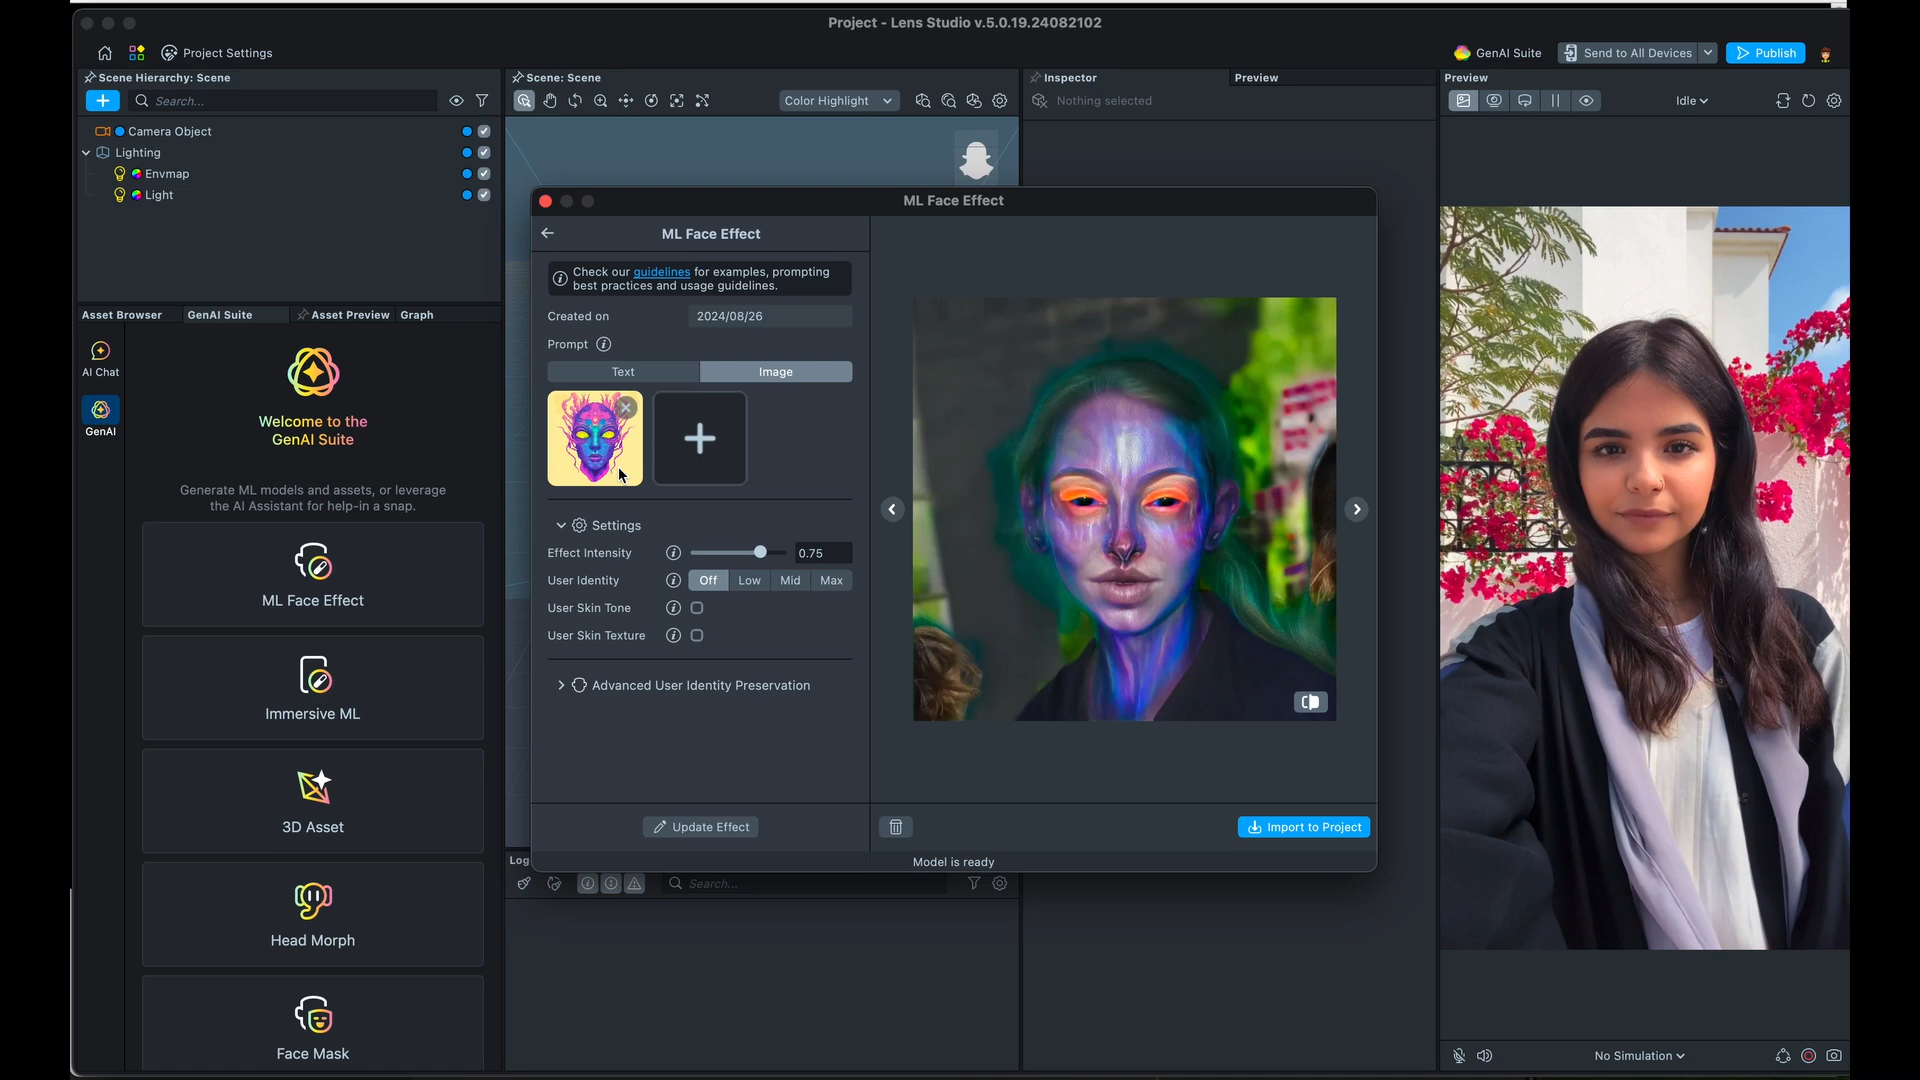 Project - Lens Studio v.5.0.19.24082102
Project Settings
GenAI Suite
Send to All Devices
Publish
Scene Hierarchy: Scene
Search...
Camera Object
Lighting
Envmap
Light
Scene: Scene
Color Highlight
Inspector
Preview
Nothing selected
Preview
Idle
Asset Browser
GenAI Suite
Asset Preview
Graph
AI Chat
GenAI
Welcome to the
GenAI Suite
Generate ML models and assets, or leverage
the AI Assistant for help-in a snap.
ML Face Effect
Immersive ML
3D Asset
Head Morph
Face Mask
ML Face Effect
ML Face Effect
Check our guidelines for examples, prompting
best practices and usage guidelines.
Created on
2024/08/26
Prompt
Text
Image
Settings
Effect Intensity
0.75
User Identity
Off
Low
Mid
Max
User Skin Tone
User Skin Texture
Advanced User Identity Preservation
Update Effect
Import to Project
Model is ready
Log
Search...
No Simulation